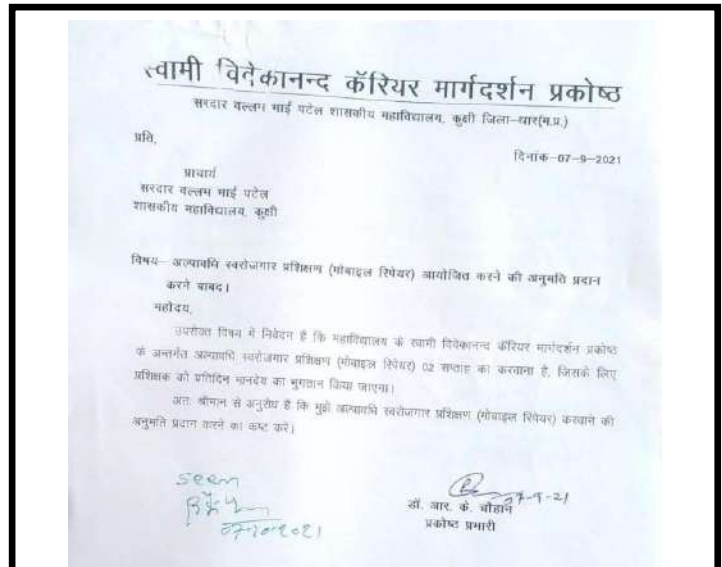 स्वामी विवेकानन्द कॅरियर मार्गदर्शन प्रकोष्ठ
सरदार वल्लभ भाई पटेल शासकीय महाविद्यालय, कुक्षी जिला–धार(म.प्र.)
प्रति,
दिनांक–07-9-2021
प्राचार्य
सरदार वल्लभ भाई पटेल
शासकीय महाविद्यालय, कुक्षी
विषय– अल्पावधि स्वरोजगार प्रशिक्षण (मोबाइल रिपेयर) आयोजित करने की अनुमति प्रदान
करने बाबद।
महोदय,
उपरोक्त विषय में निवेदन है कि महाविद्यालय के स्वामी विवेकानन्द कॅरियर मार्गदर्शन प्रकोष्ठ
के अन्तर्गत अल्पावधि स्वरोजगार प्रशिक्षण (मोबाइल रिपेयर) 02 सप्ताह का करवाना है, जिसके लिए
प्रशिक्षक को प्रतिदिन मानदेय का भुगतान किया जाएगा।
अतः श्रीमान से अनुरोध है कि मुझे अल्पावधि स्वरोजगार प्रशिक्षण (मोबाइल रिपेयर) करवाने की
अनुमति प्रदान करने का कष्ट करें।
seen
07-9-21
डॉ. आर. के. चौहान
प्रकोष्ठ प्रभारी